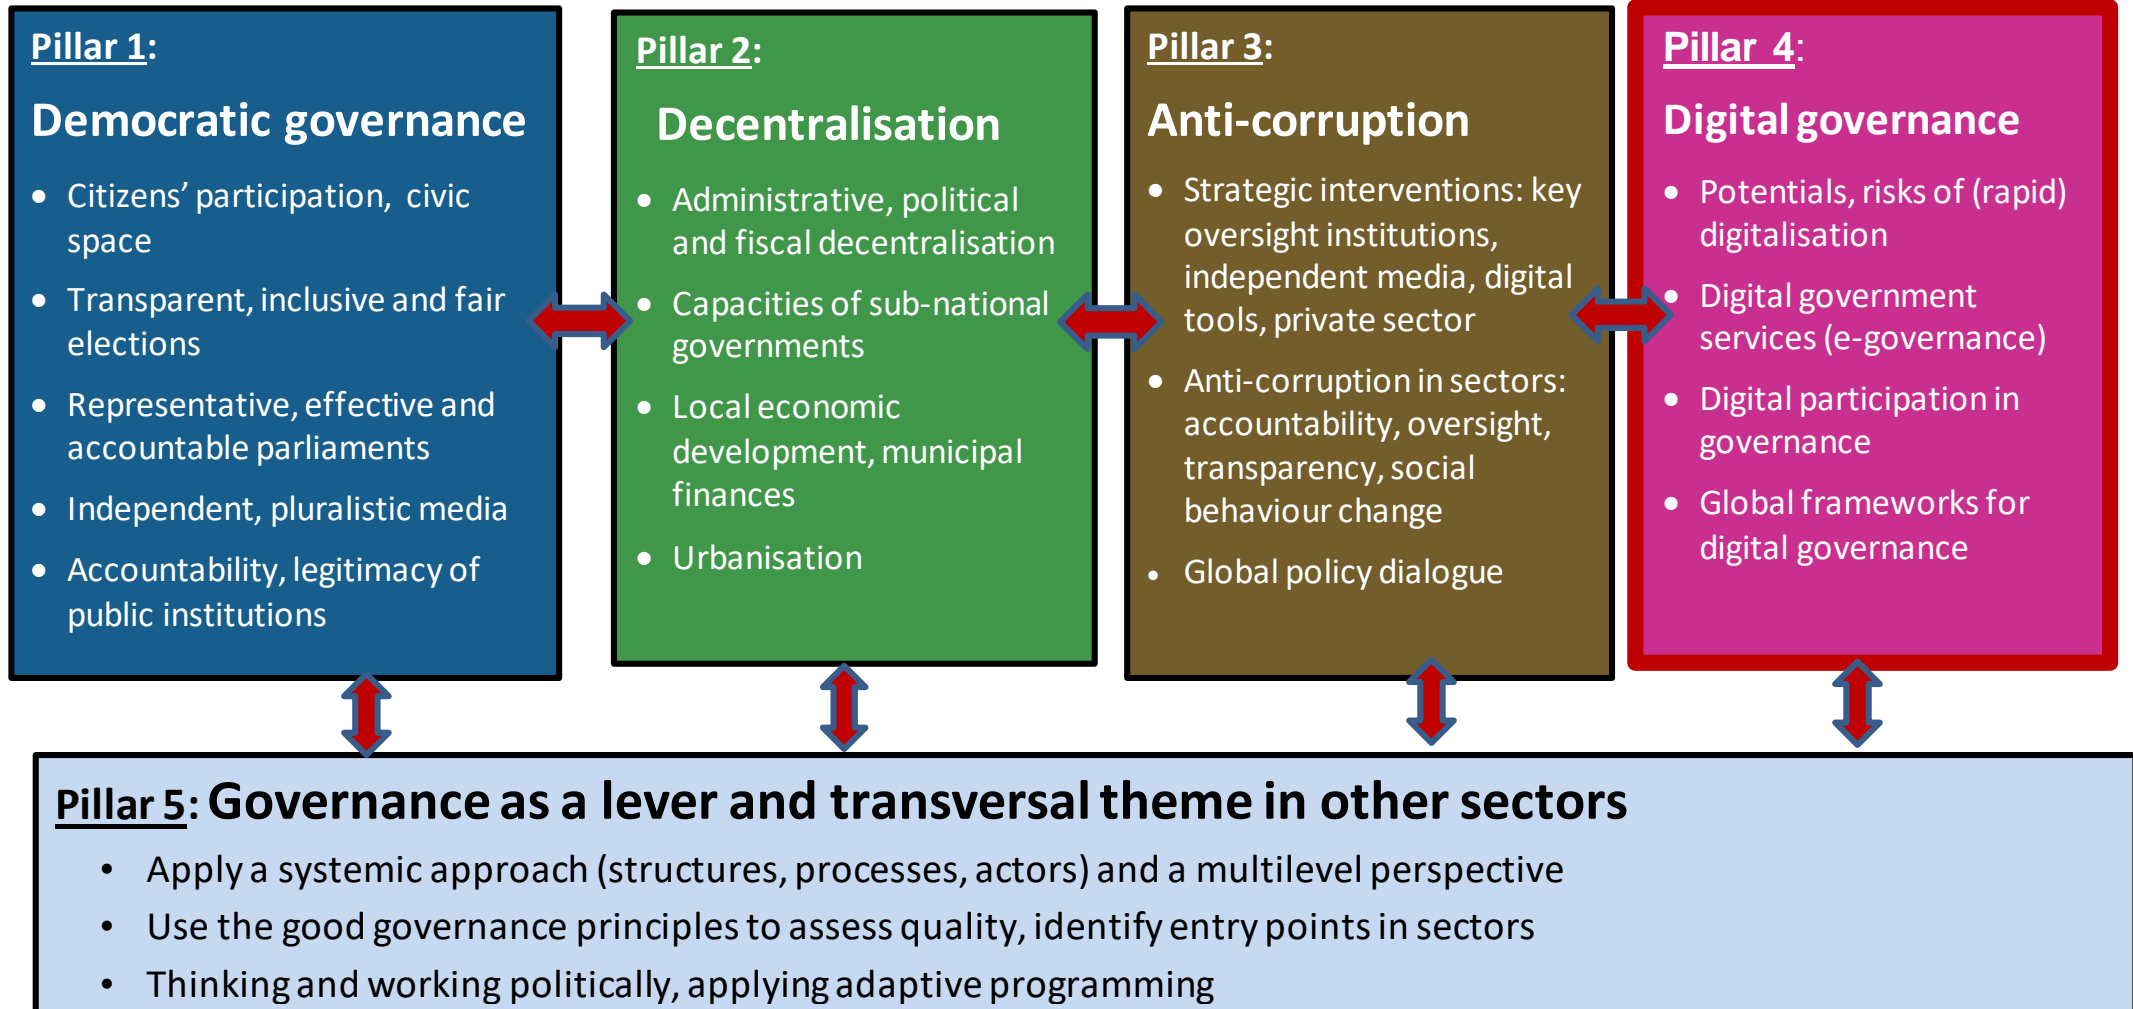 Pillar 1:
Democratic governance
• Citizens’ participation, civic
space
• Transparent, inclusive and fair
elections
• Representative, effective and
accountable parliaments
• Independent, pluralistic media
• Accountability, legitimacy of
public institutions
Pillar 2:
Decentralisation
• Administrative, political
and fiscal decentralisation
• Capacities of sub-national
governments
• Local economic
development, municipal
finances
• Urbanisation
Pillar 3:
Anti-corruption
• Strategic interventions: key
oversight institutions,
independent media, digital
tools, private sector
• Anti-corruption in sectors:
accountability, oversight,
transparency, social
behaviour change
• Global policy dialogue
Pillar 4:
Digital governance
• Potentials, risks of (rapid)
digitalisation
• Digital government
services (e-governance)
• Digital participation in
governance
• Global frameworks for
digital governance
Pillar 5: Governance as a lever and transversal theme in other sectors
• Apply a systemic approach (structures, processes, actors) and a multilevel perspective
• Use the good governance principles to assess quality, identify entry points in sectors
• Thinking and working politically, applying adaptive programming